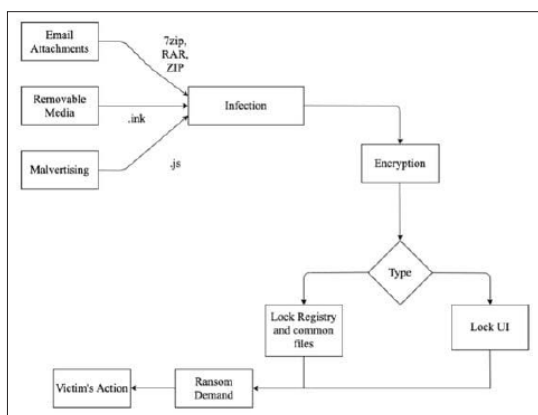 Email
Attachments
7zip,
RAR,
ZIP
Removable
Media
.ink
Infection
Malvertising
.js
Encryption
Type
Lock Registry
and common
files
Lock UI
Victim's Action
Ransom
Demand